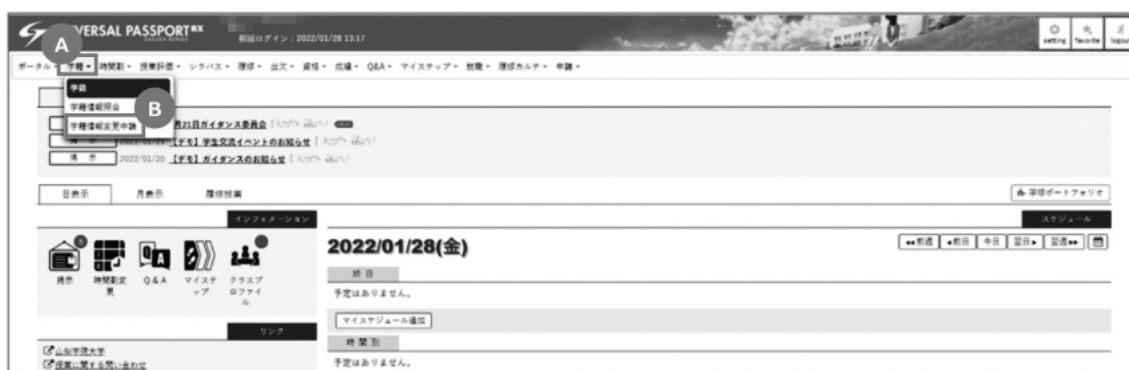 UNIVERSAL PASSPORT RX
前回ログイン：2022/01/28 13:17
setting favorite logout
A
ポータル 学籍 時間割 授業評価 シラバス 履修 出欠 資格 成績 Q&A マイステップ 就職 履修カルテ 申請
学籍
学籍情報照会
B
学籍情報変更申請
月21日ガイダンス委員会
2022/01/21 【デモ】学生交流イベントのお知らせ
掲示 2022/01/20 【デモ】ガイダンスのお知らせ
日表示 月表示 履修授業
学修ポートフォリオ
インフォメーション
スケジュール
掲示
時間割変更
Q&A
マイステップ
クラスプロファイル
2022/01/28(金)
前週 前日 今日 翌日 翌週
終日
予定はありません。
マイスケジュール追加
リンク
時間別
山梨学院大学
予定はありません。
授業に関する問い合わせ